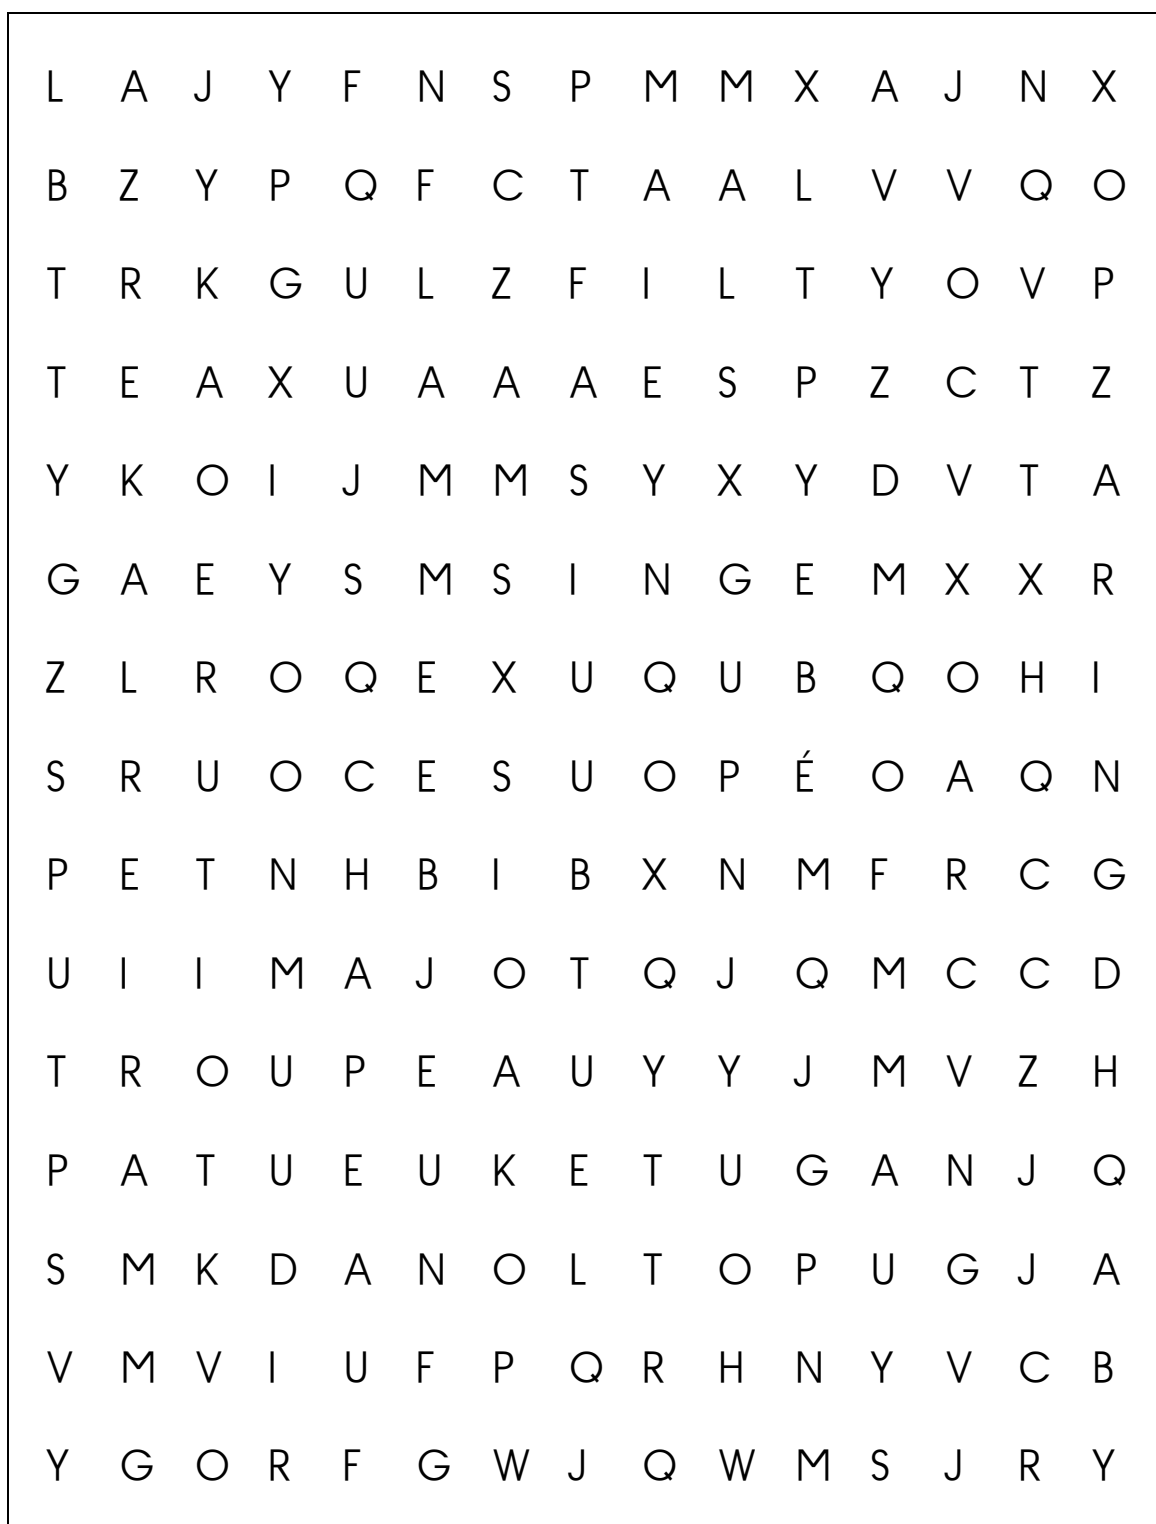 L A J Y F N S P M M X A J N X
B Z Y P Q F C T A A L V V Q O
T R K G U L Z F I L T Y O V P
T E A X U A A A E S P Z C T Z
Y K O I J M M S Y X Y D V T A
G A E Y S M S I N G E M X X R
Z L R O Q E X U Q U B Q O H I
S R U O C E S U O P É O A Q N
P E T N H B I B X N M F R C G
U I I M A J O T Q J Q M C C D
T R O U P E A U Y Y J M V Z H
P A T U E U K E T U G A N J Q
S M K D A N O L T O P U G J A
V M V I U F P Q R H N Y V C B
Y G O R F G W J Q W M S J R Y